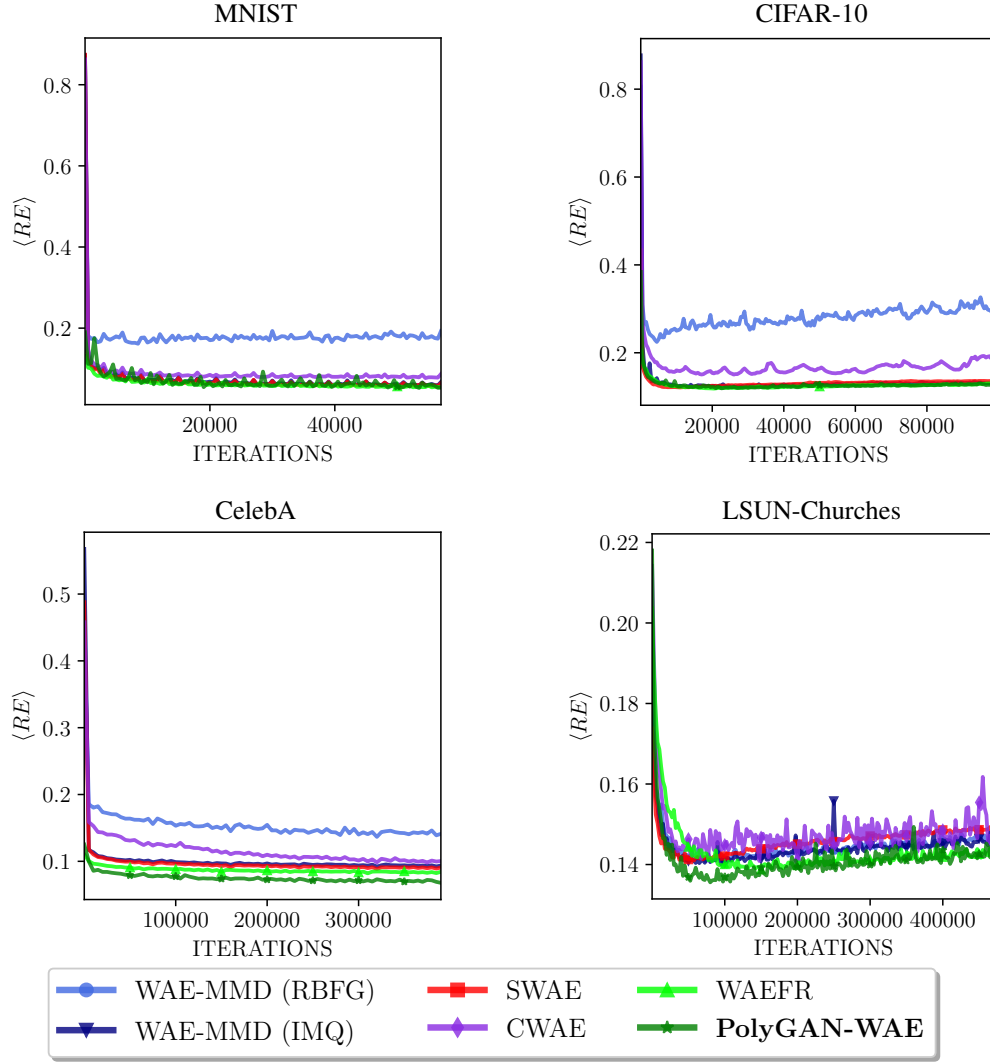 MNIST
0.8
0.6
0.4
0.2
⟨RE⟩
20000 40000
ITERATIONS
CIFAR-10
0.8
0.6
0.4
0.2
⟨RE⟩
20000 40000 60000 80000
ITERATIONS
CelebA
0.5
0.4
0.3
0.2
0.1
⟨RE⟩
100000 200000 300000
ITERATIONS
LSUN-Churches
0.22
0.20
0.18
0.16
0.14
⟨RE⟩
100000 200000 300000 400000
ITERATIONS
WAE-MMD (RBFG) SWAE WAEFR
WAE-MMD (IMQ) CWAE PolyGAN-WAE